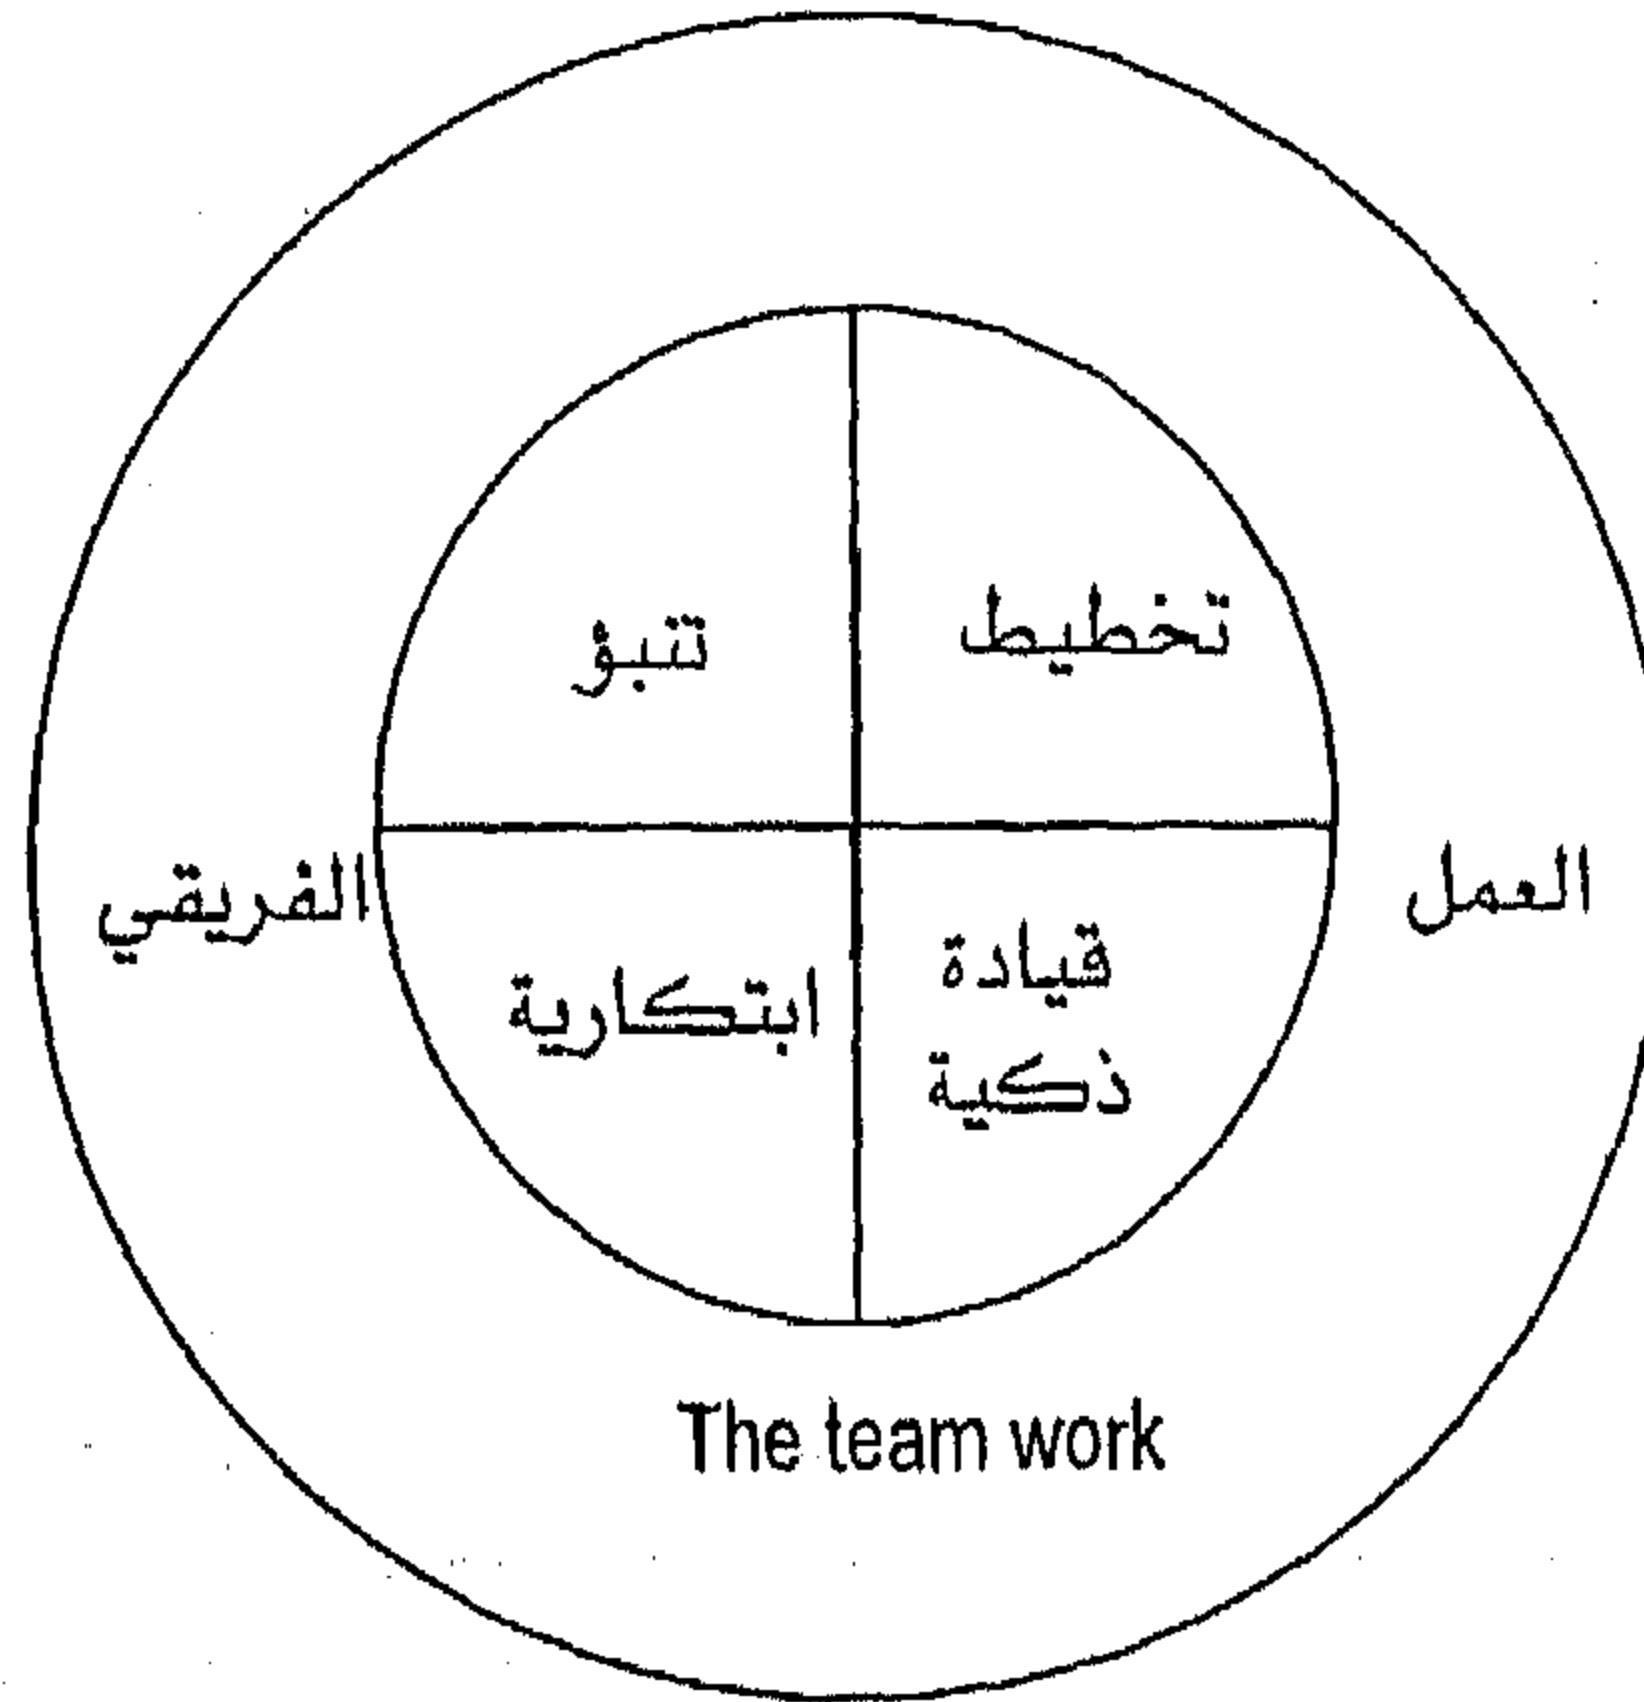 تخطيط
تنبؤ
العمل
الفريقي
قيادة
ذكية
ابتكارية
The team work